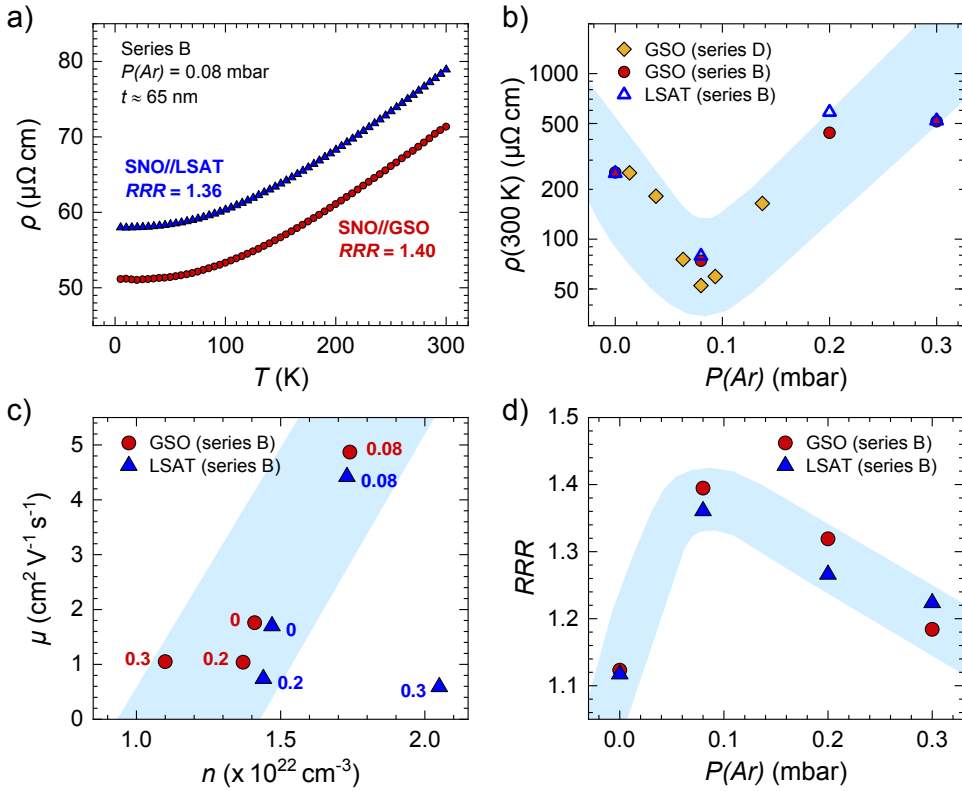 a)
Series B
P(Ar) = 0.08 mbar
t ≈ 65 nm
SNO//LSAT
RRR = 1.36
SNO//GSO
RRR = 1.40
80
70
60
50
ρ (μΩ cm)
0
100
200
300
T (K)
b)
GSO (series D)
GSO (series B)
LSAT (series B)
1000
500
200
100
50
ρ(300 K) (μΩ cm)
0.0
0.1
0.2
0.3
P(Ar) (mbar)
c)
GSO (series B)
LSAT (series B)
0.08
0.08
0
0
0.3
0.2
0.2
0.3
5
4
3
2
1
0
μ (cm² V⁻¹ s⁻¹)
1.0
1.5
2.0
n (x 10²² cm⁻³)
d)
GSO (series B)
LSAT (series B)
1.5
1.4
1.3
1.2
1.1
RRR
0.0
0.1
0.2
0.3
P(Ar) (mbar)